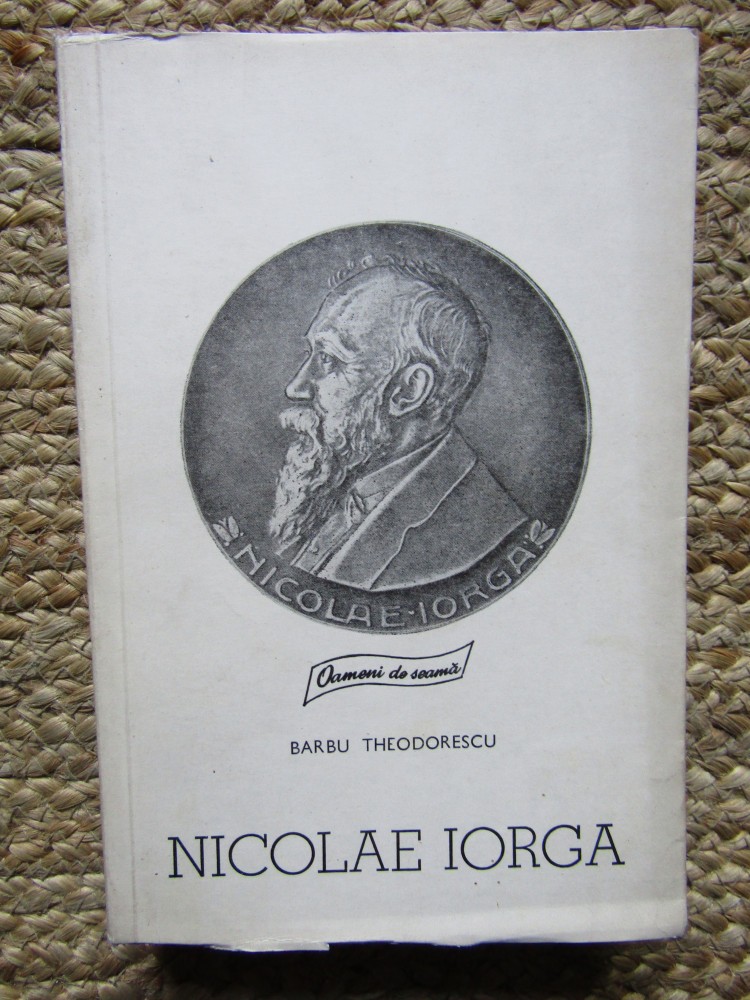 NICOLAE·IORGA
Oameni de seamă
BARBU THEODORESCU
NICOLAE IORGA